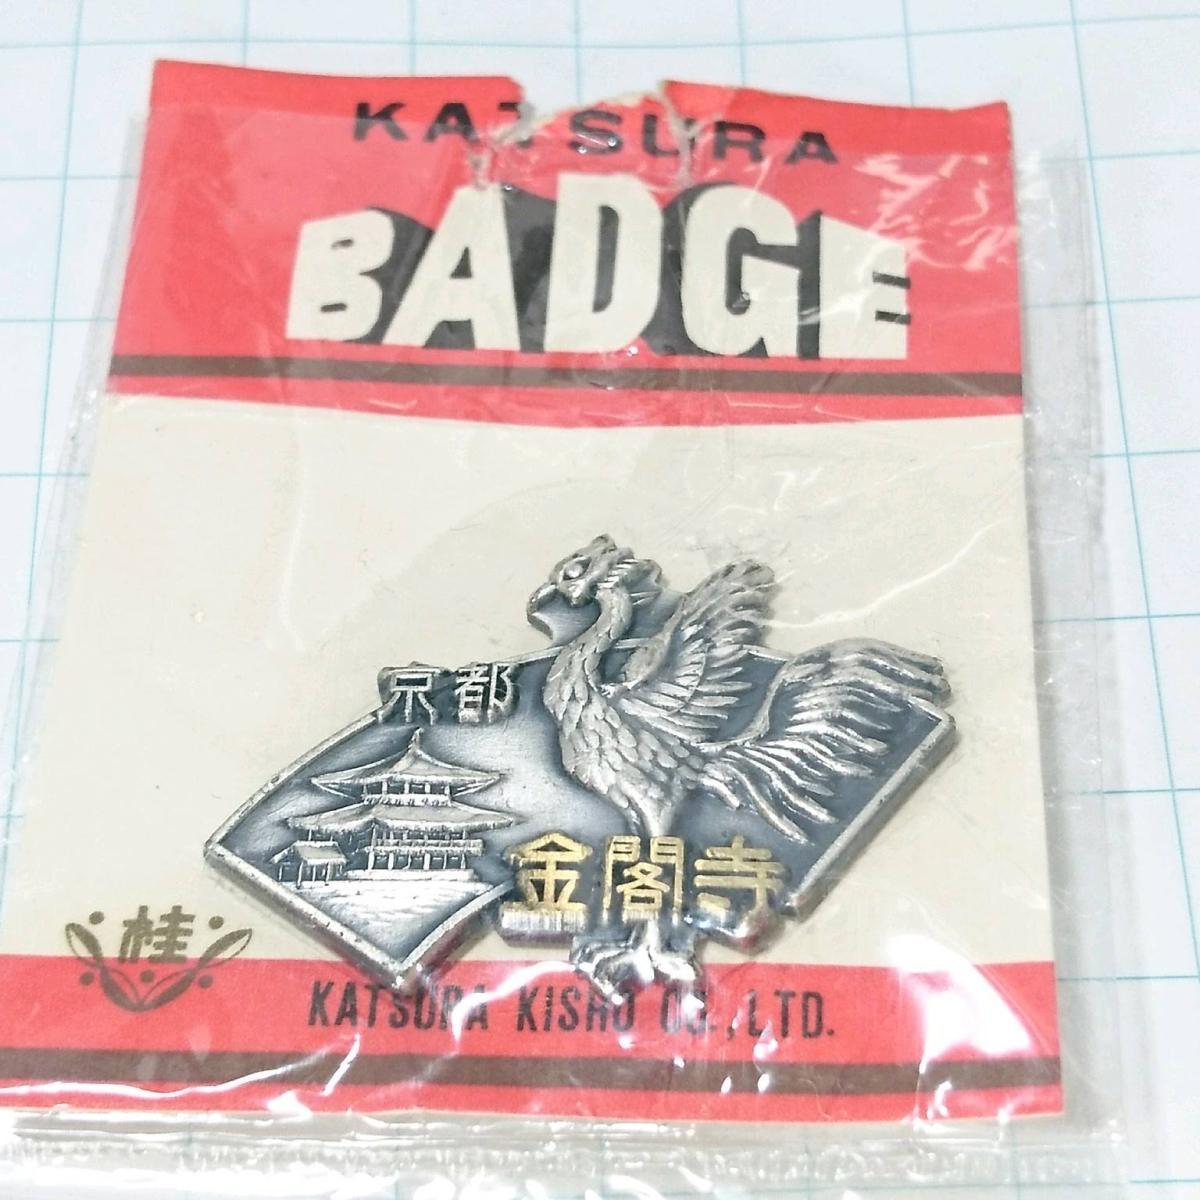 KATSURA
BADGE
京都
金閣寺
桂
KATSURA KISHO CO., LTD.